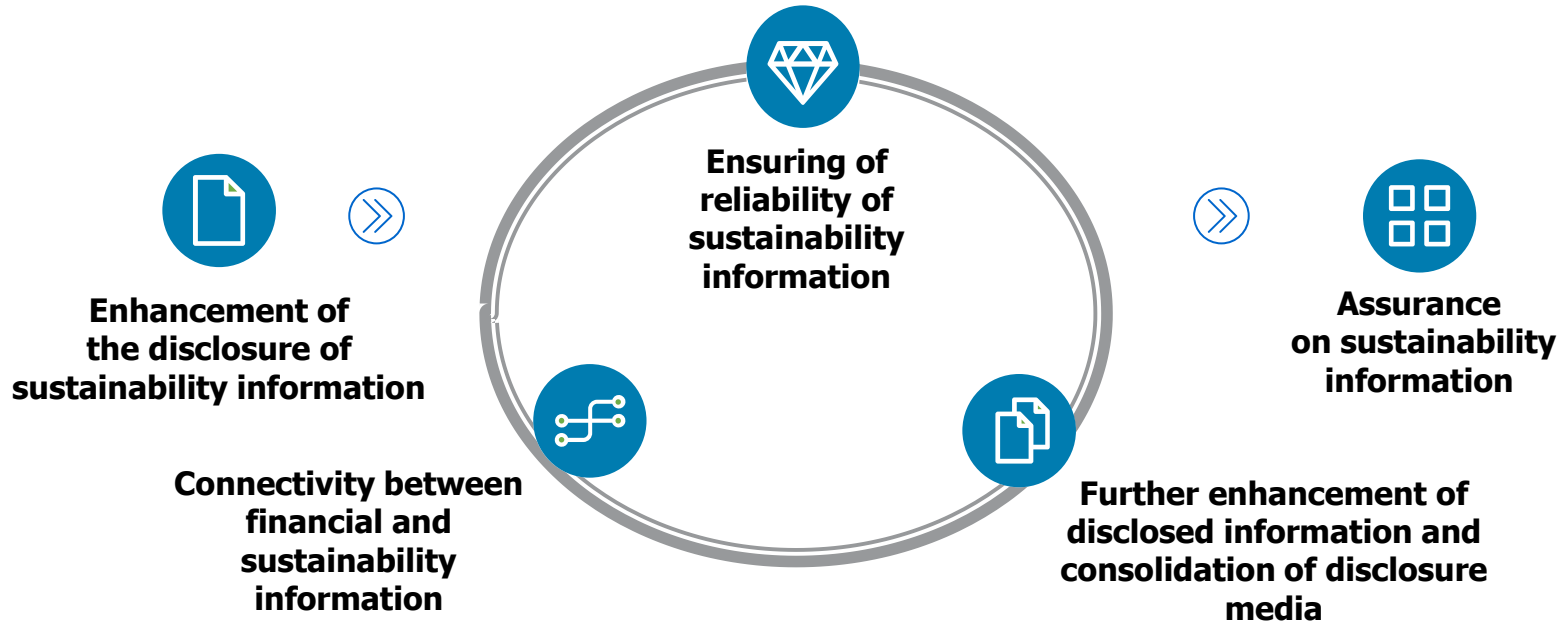 Ensuring of
reliability of
sustainability
information
Enhancement of
the disclosure of
sustainability information
Assurance
on sustainability
information
Connectivity between
financial and
sustainability
information
Further enhancement of
disclosed information and
consolidation of disclosure
media